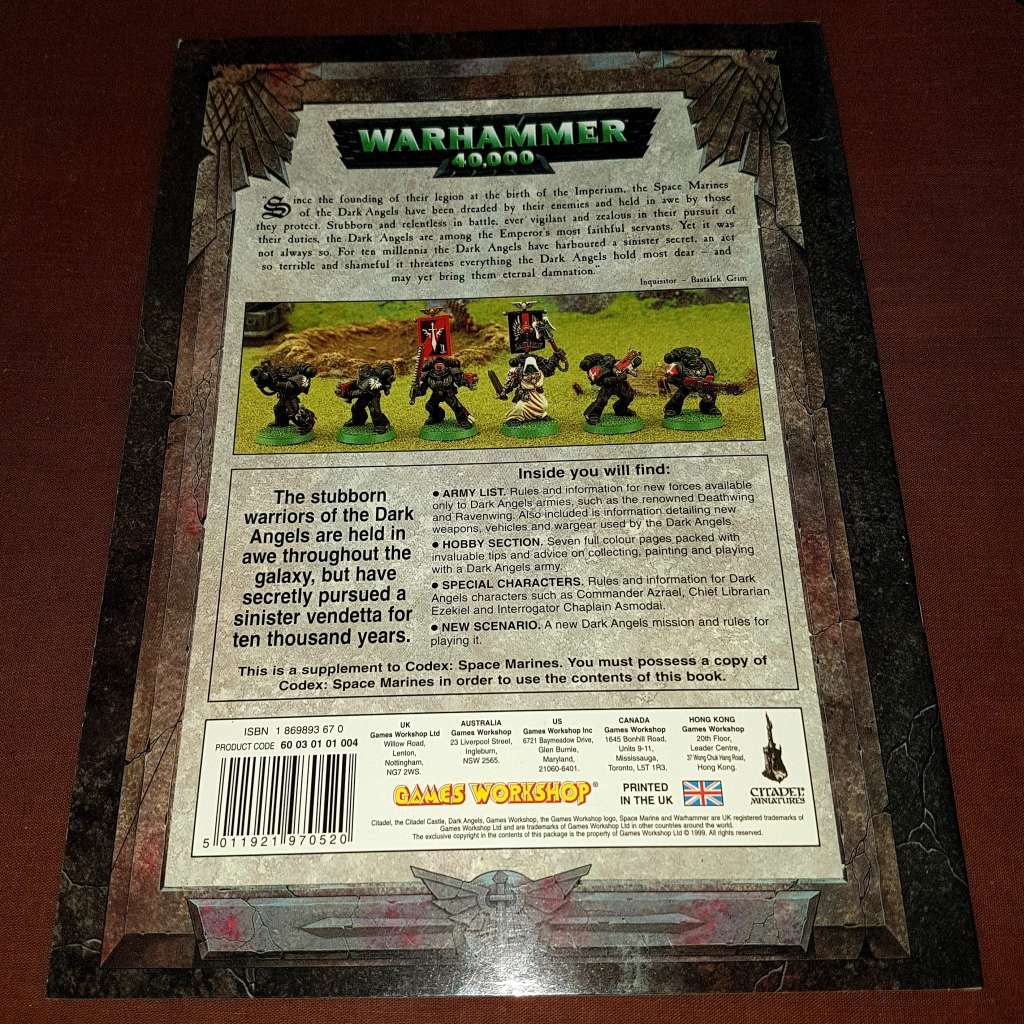 WARHAMMER
40,000
"Since the founding of their legion at the birth of the Imperium, the Space Marines
of the Dark Angels have been dreaded by their enemies and held in awe by those
they protect. Stubborn and relentless in battle, ever vigilant and zealous in their pursuit of
their duties, the Dark Angels are among the Emperor's most faithful servants. Yet it was
not always so. For ten millennia the Dark Angels have harboured a sinister secret, an act
so terrible and shameful it threatens everything the Dark Angels hold most dear – and
may yet bring them eternal damnation."
Inquisitor – Bastalek Grim
The stubborn
warriors of the Dark
Angels are held in
awe throughout the
galaxy, but have
secretly pursued a
sinister vendetta for
ten thousand years.
Inside you will find:
● ARMY LIST. Rules and information for new forces available
only to Dark Angels armies, such as the renowned Deathwing
and Ravenwing. Also included is information detailing new
weapons, vehicles and wargear used by the Dark Angels.
● HOBBY SECTION. Seven full colour pages packed with
invaluable tips and advice on collecting, painting and playing
with a Dark Angels army.
● SPECIAL CHARACTERS. Rules and information for Dark
Angels characters such as Commander Azrael, Chief Librarian
Ezekiel and Interrogator Chaplain Asmodai.
● NEW SCENARIO. A new Dark Angels mission and rules for
playing it.
This is a supplement to Codex: Space Marines. You must possess a copy of
Codex: Space Marines in order to use the contents of this book.
ISBN 1 869893 67 0
PRODUCT CODE 60 03 01 01 004
5 011921 970520
UK
Games Workshop Ltd
Willow Road,
Lenton,
Nottingham,
NG7 2WS.
AUSTRALIA
Games Workshop
23 Liverpool Street,
Ingleburn,
NSW 2565.
US
Games Workshop Inc
6721 Baymeadow Drive,
Glen Burnie,
Maryland,
21060-6401.
CANADA
Games Workshop
1645 Bonhill Road,
Units 9-11,
Mississauga,
Toronto, L5T 1R3.
HONG KONG
Games Workshop
20th Floor,
Leader Centre,
37 Wong Chuk Hang Road,
Hong Kong.
GAMES WORKSHOP
PRINTED
IN THE UK
CITADEL
MINIATURES
Citadel, the Citadel Castle, Dark Angels, Games Workshop, the Games Workshop logo, Space Marine and Warhammer are UK registered trademarks of
Games Workshop Ltd and are trademarks of Games Workshop Ltd in other countries around the world.
The exclusive copyright in the contents of this package is the property of Games Workshop Ltd © 1999. All rights reserved.